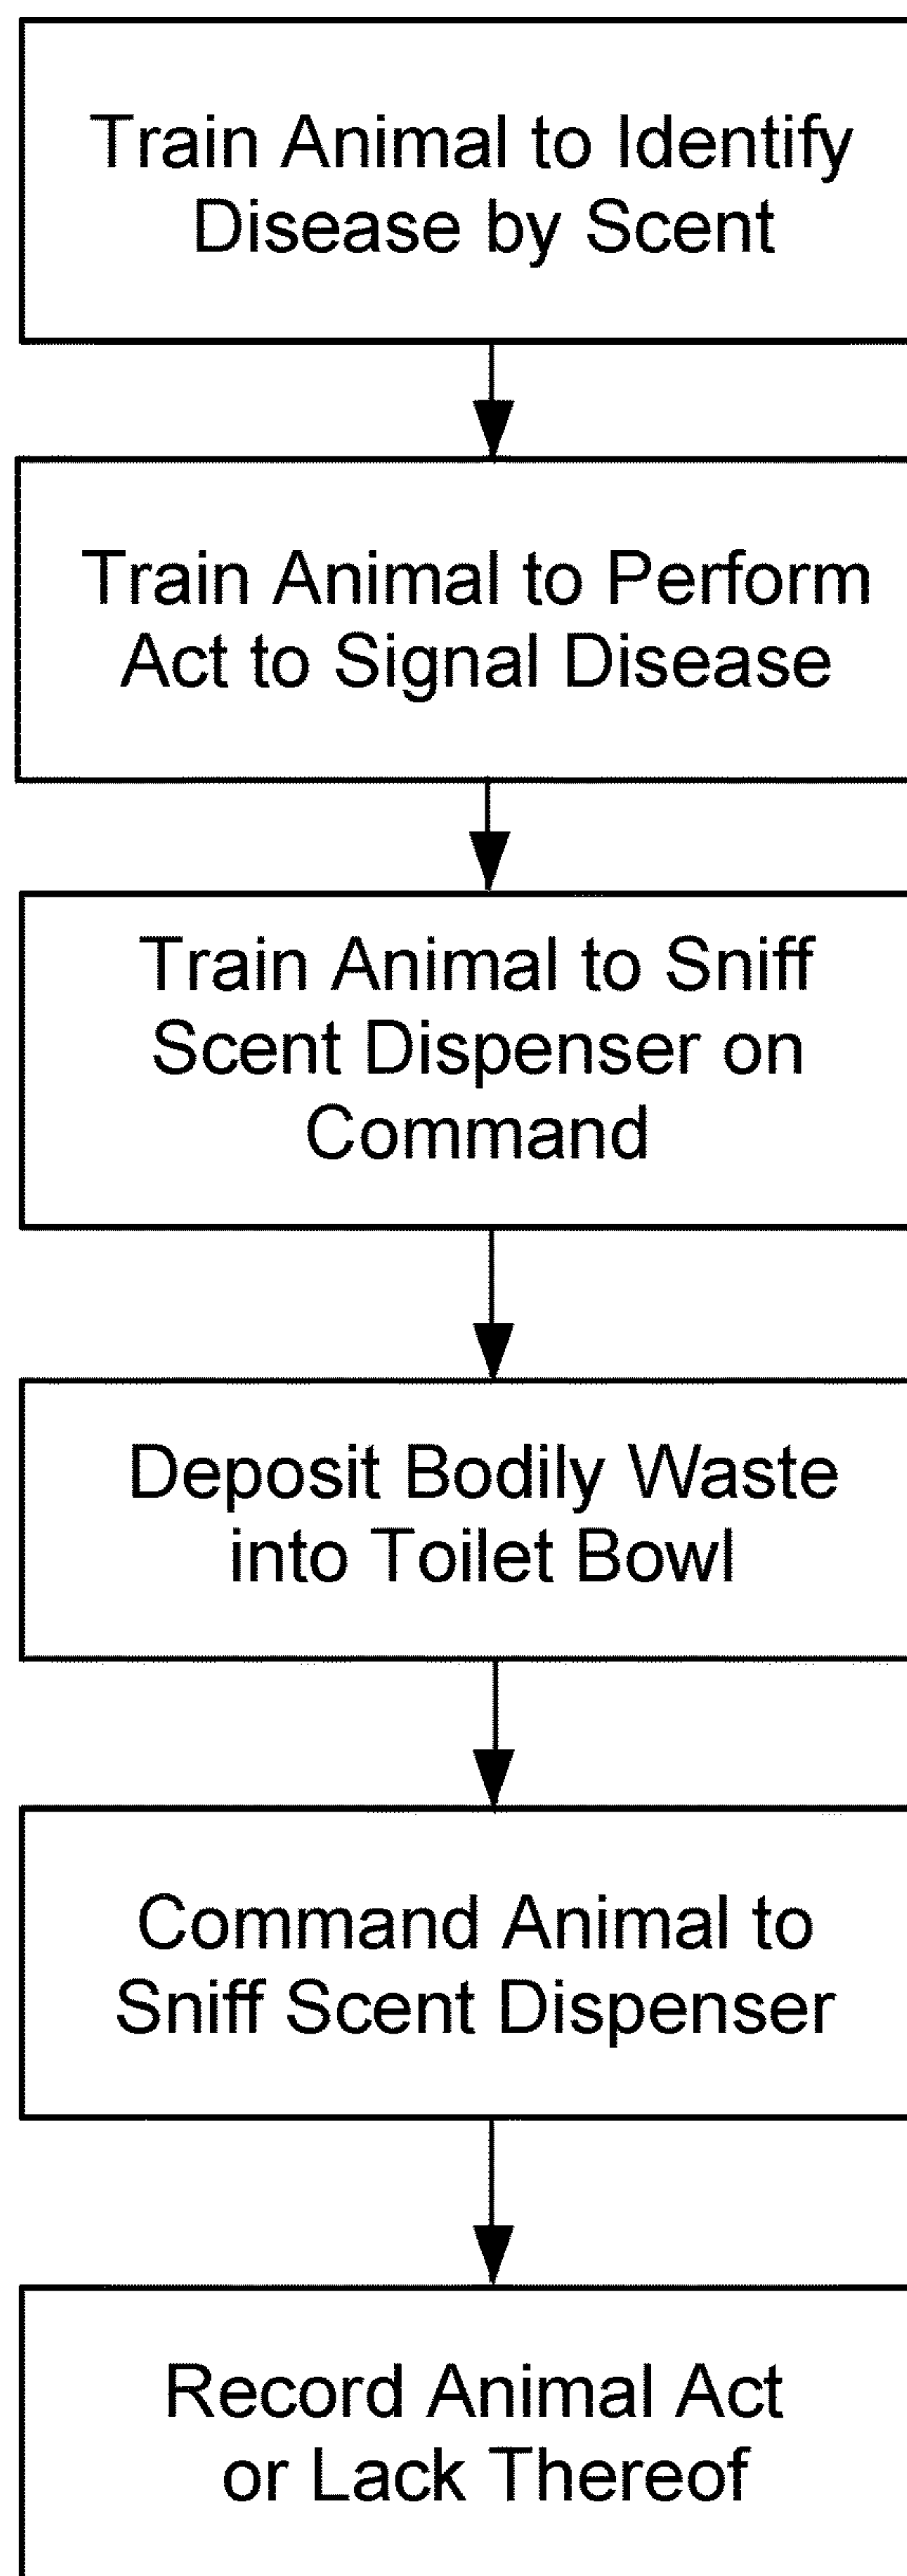 Train Animal to Identify
Disease by Scent
Train Animal to Perform
Act to Signal Disease
Train Animal to Sniff
Scent Dispenser on
Command
Deposit Bodily Waste
into Toilet Bowl
Command Animal to
Sniff Scent Dispenser
Record Animal Act
or Lack Thereof